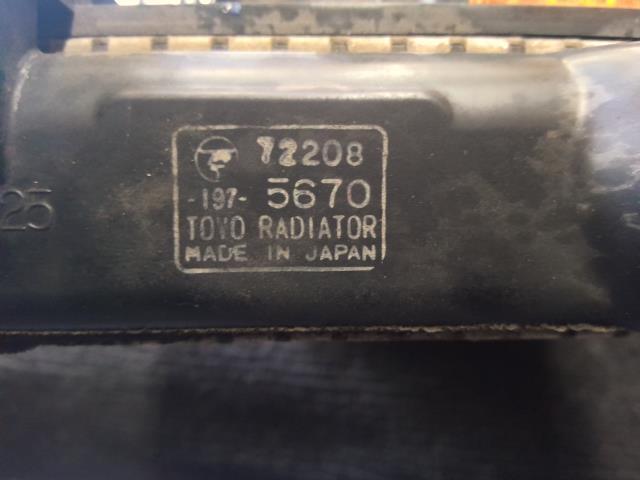 72208
-197- 5670
TOYO RADIATOR
MADE IN JAPAN
25